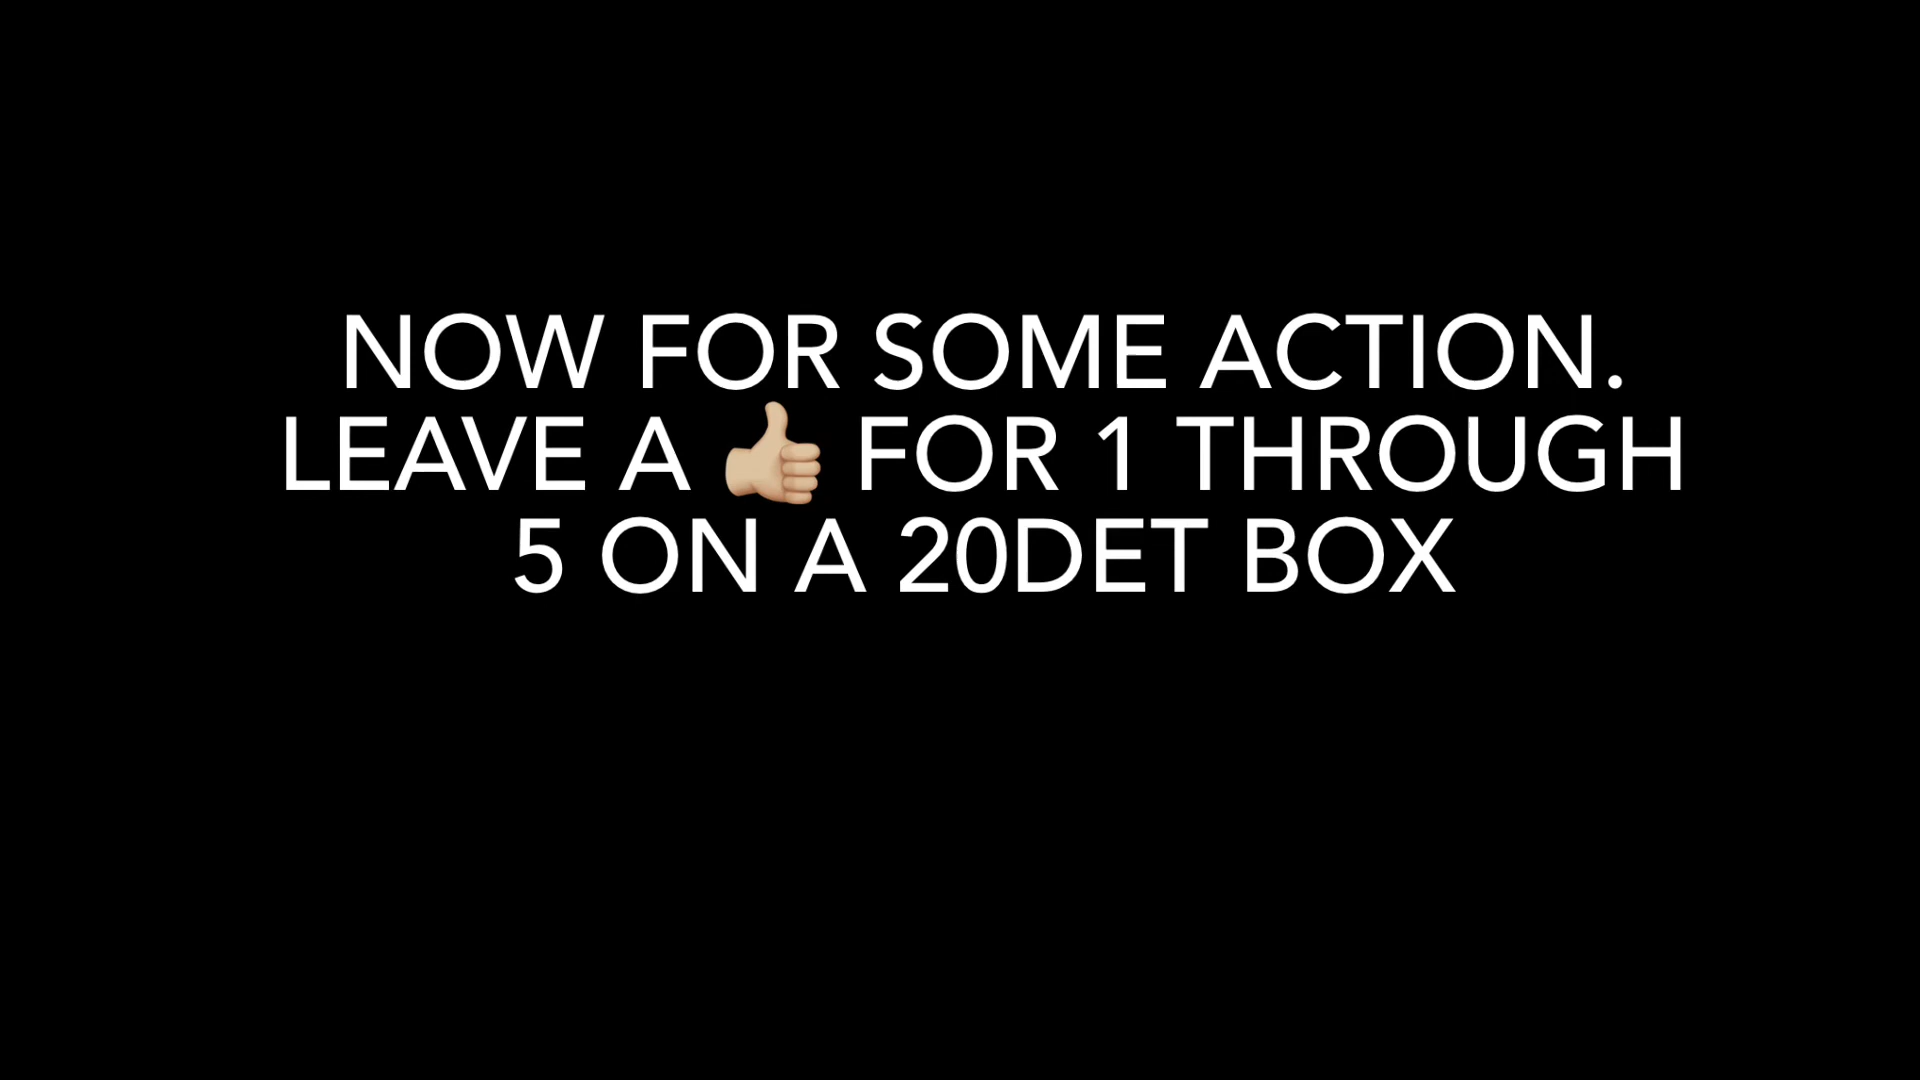 NOW FOR SOME ACTION.
LEAVE A 👍🏼 FOR 1 THROUGH
5 ON A 20DET BOX